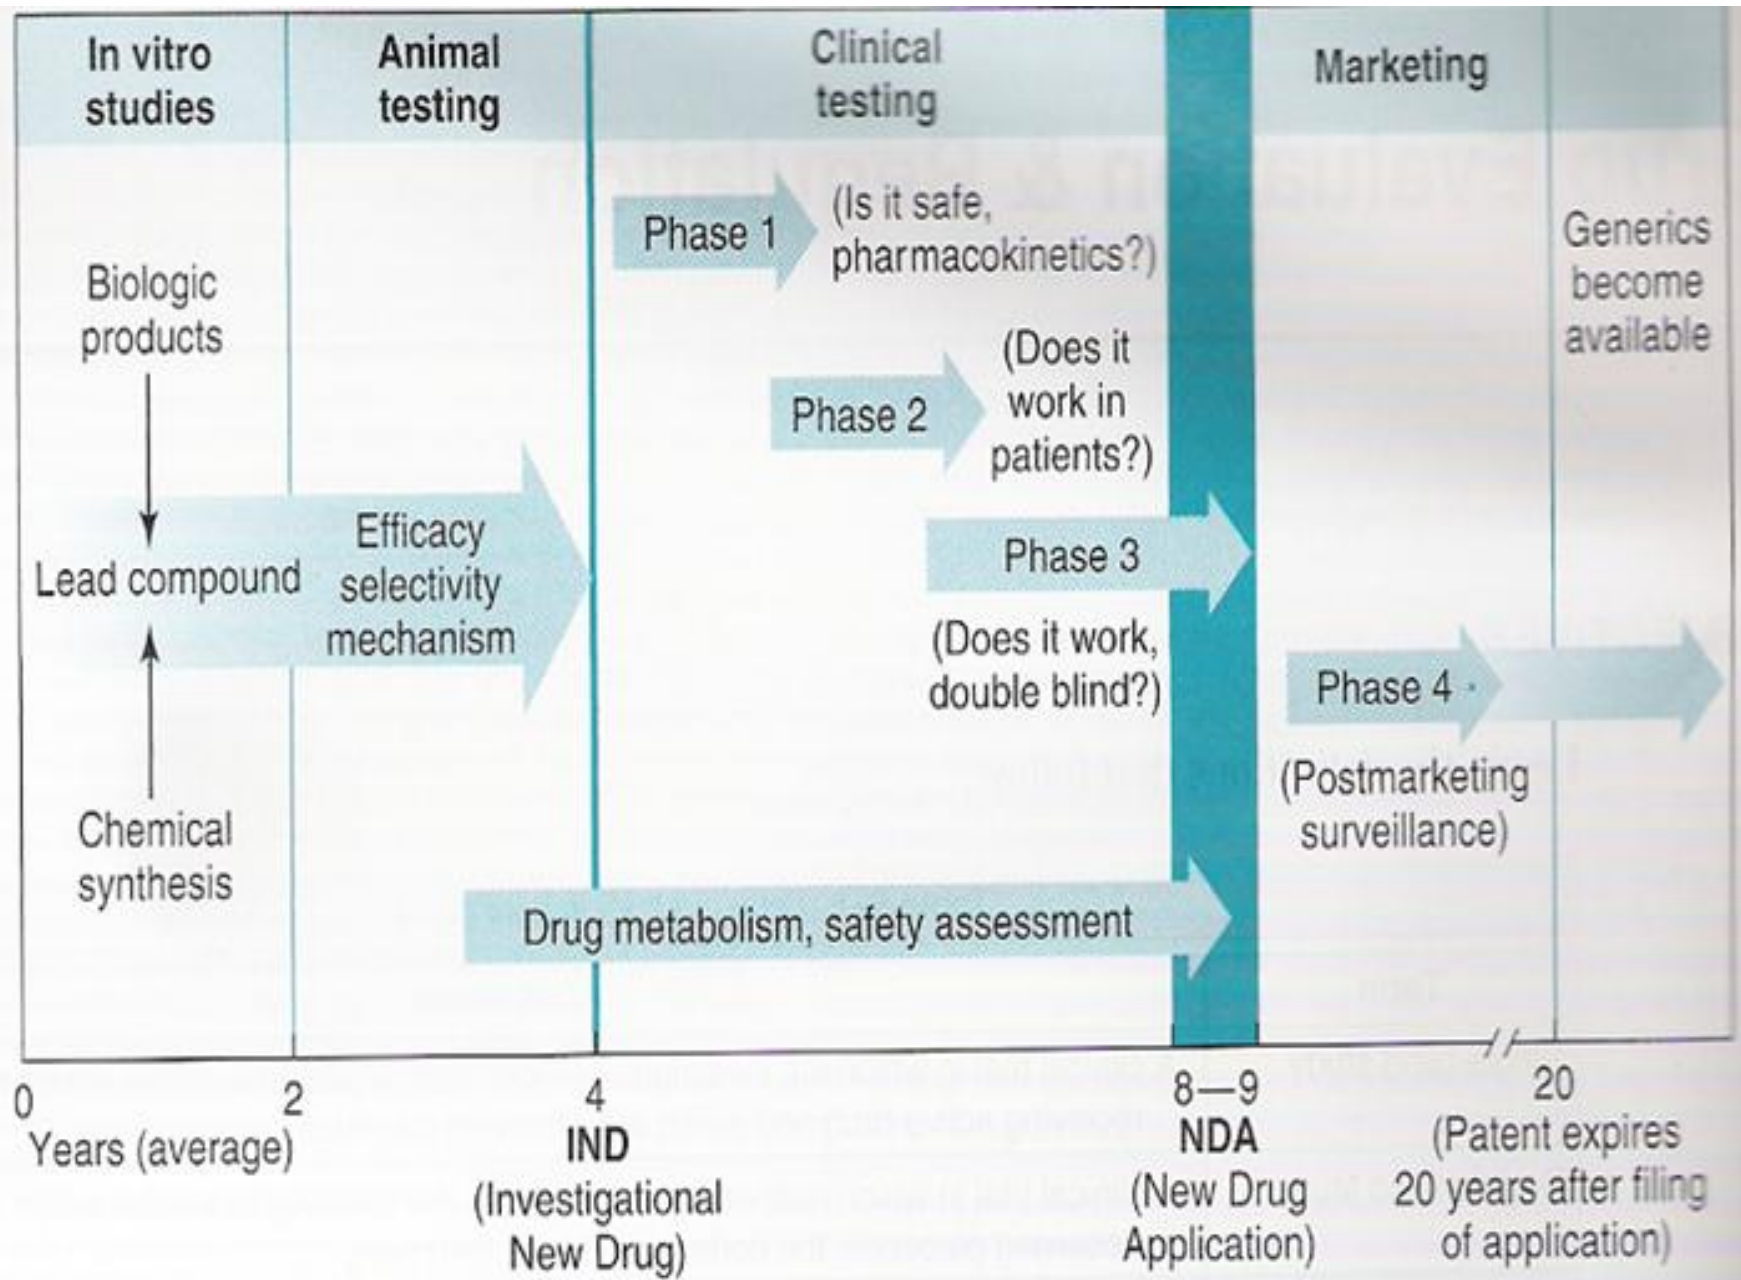 In vitro
studies
Animal
testing
Clinical
testing
Marketing
Phase 1
(Is it safe,
pharmacokinetics?)
Generics
become
available
Biologic
products
Phase 2
(Does it
work in
patients?)
Lead compound
Efficacy
selectivity
mechanism
Phase 3
(Does it work,
double blind?)
Phase 4
(Postmarketing
surveillance)
Chemical
synthesis
Drug metabolism, safety assessment
0
2
4
8—9
20
Years (average)
IND
(Investigational
New Drug)
NDA
(New Drug
Application)
(Patent expires
20 years after filing
of application)